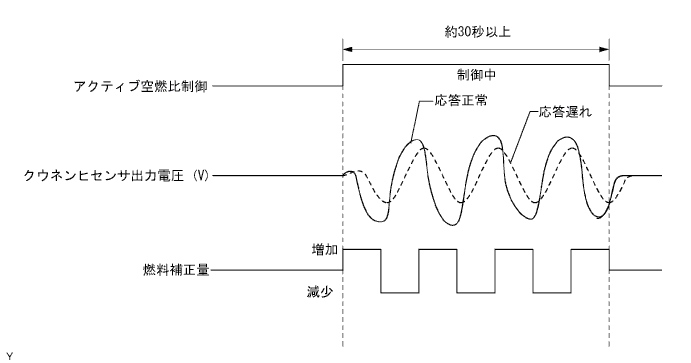 約30秒以上
アクティブ空燃比制御
制御中
応答正常
応答遅れ
クウネンヒセンサ出力電圧 (V)
増加
燃料補正量
減少
Y